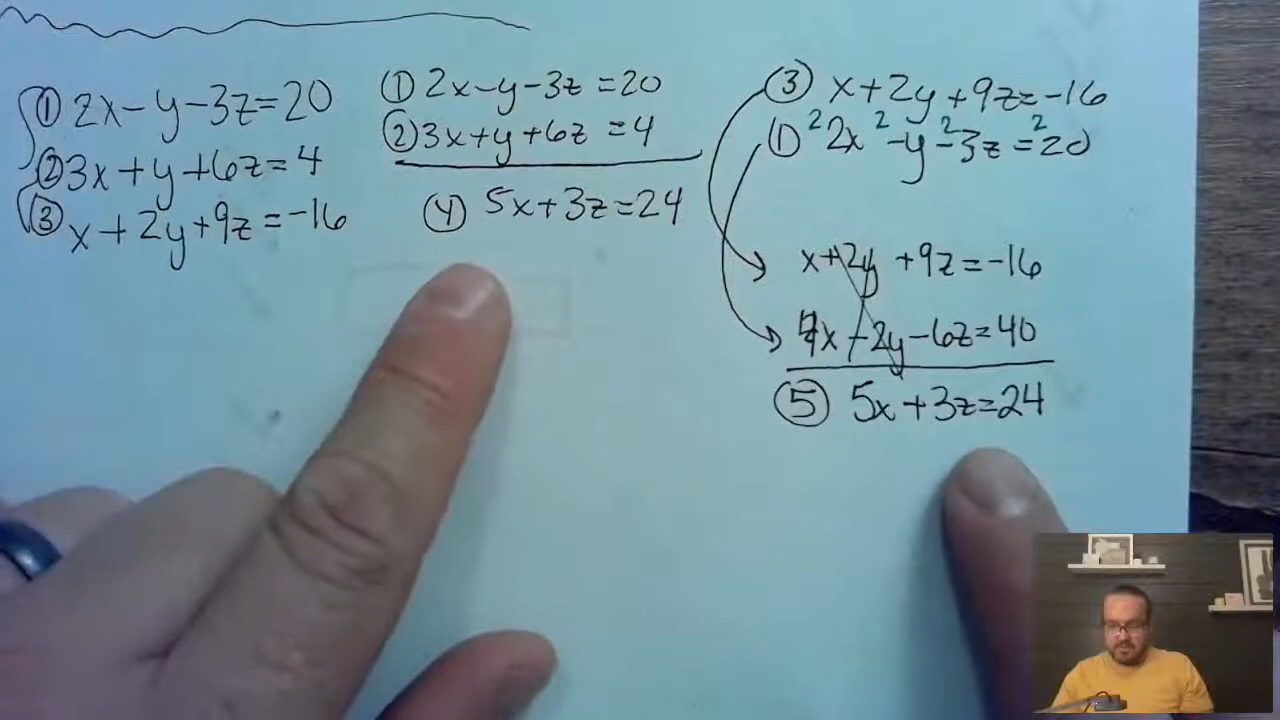 ① 2x - y - 3z = 20
② 3x + y + 6z = 4
③ x + 2y + 9z = -16
① 2x - y - 3z = 20
② 3x + y + 6z = 4
④ 5x + 3z = 24
③ x + 2y + 9z = -16
① 2 2x 2 - y 2 - 3z = 2 20
x + 2y + 9z = -16
4x - 2y - 6z = 40
⑤ 5x + 3z = 24